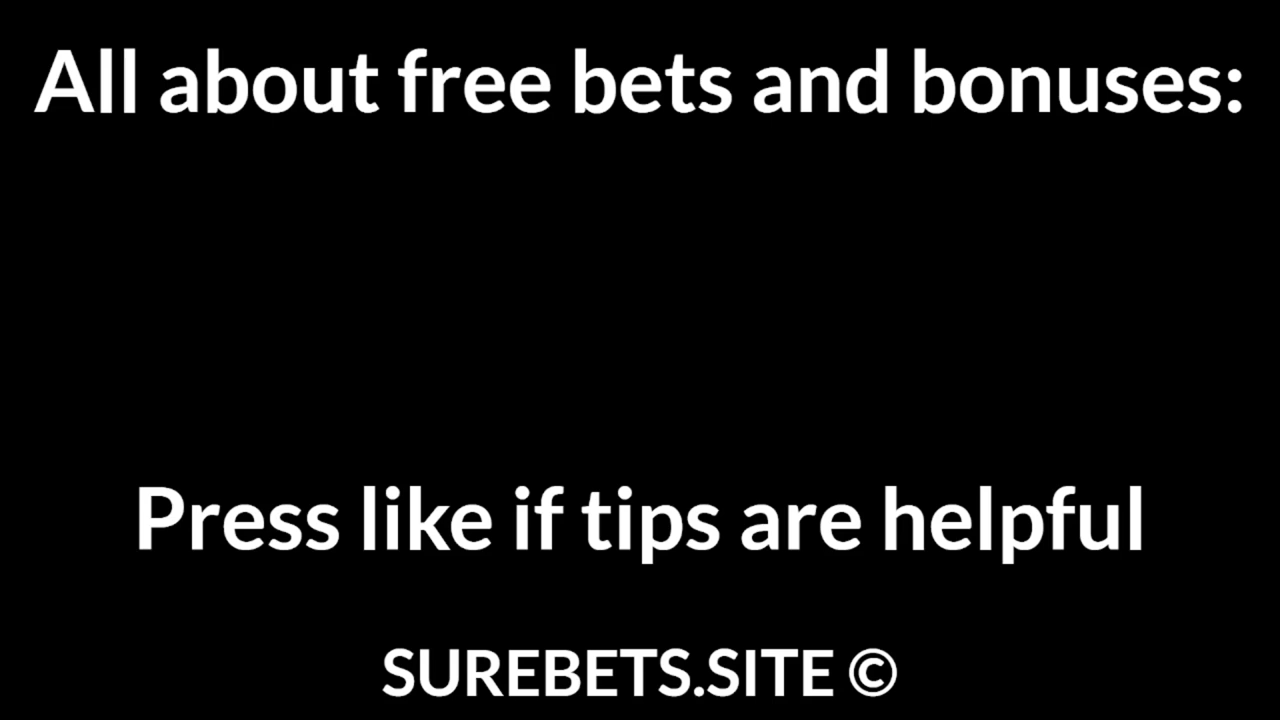 All about free bets and bonuses:
Press like if tips are helpful
SUREBETS.SITE ©